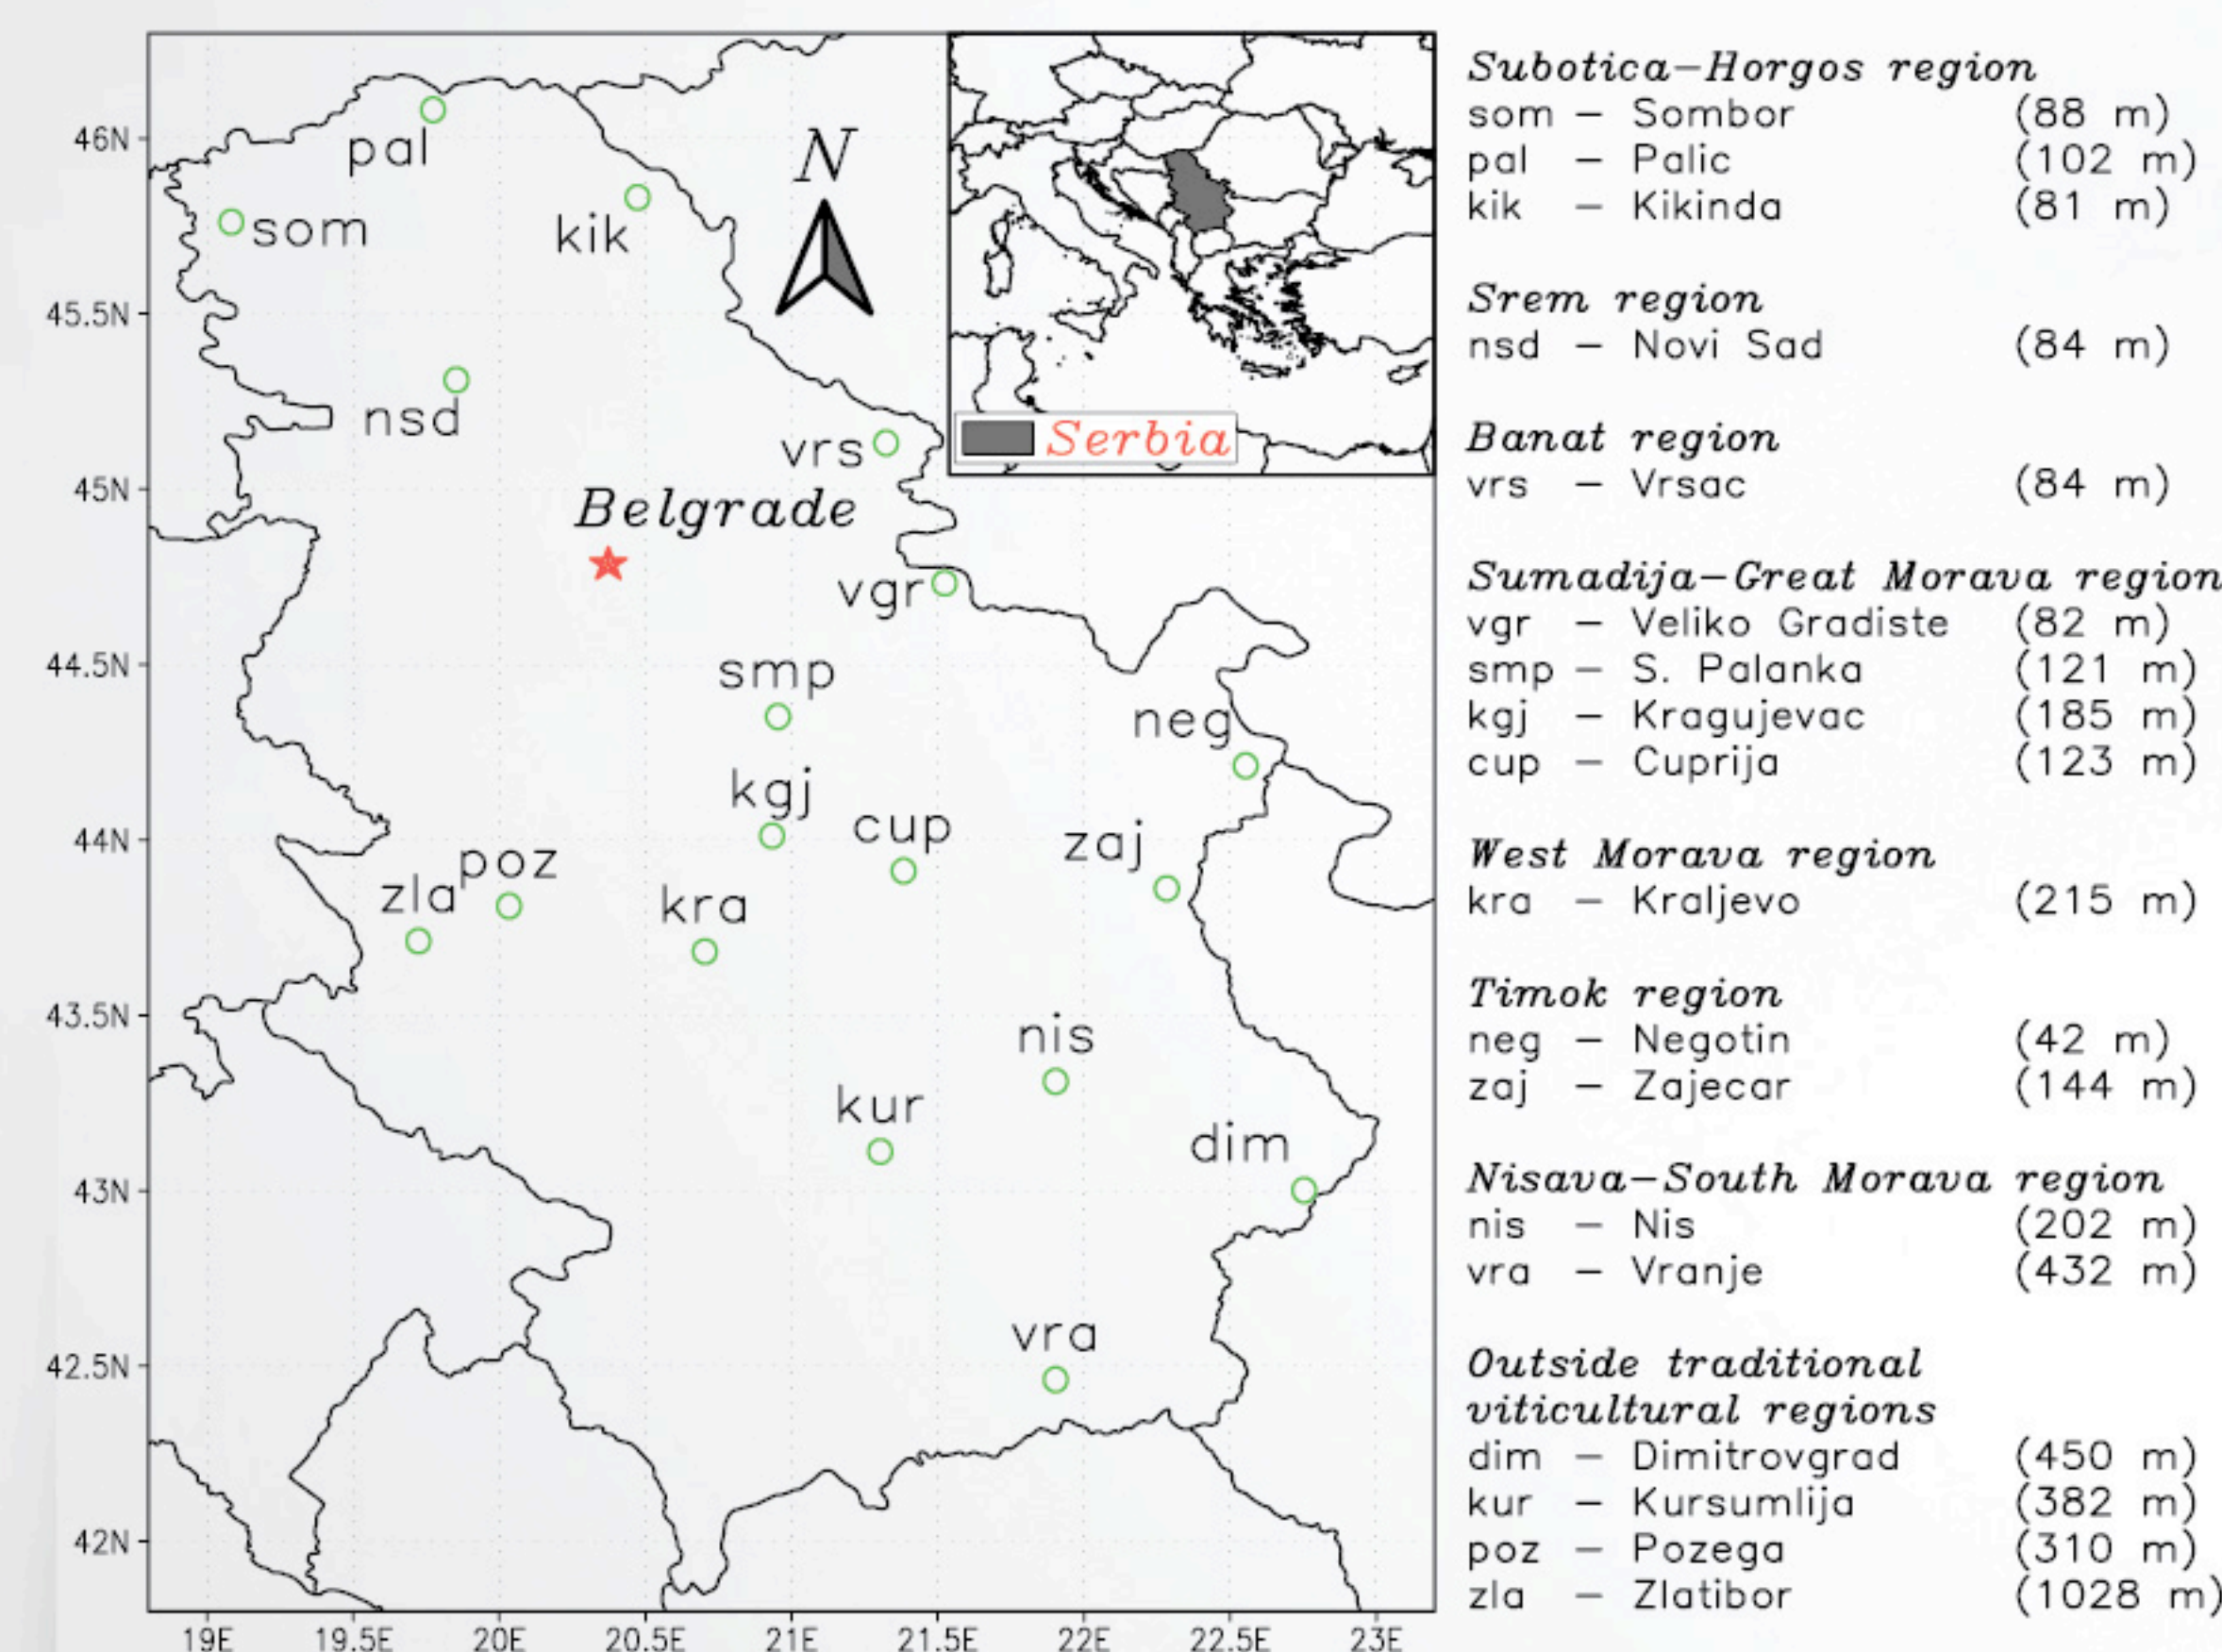 46N
45.5N
45N
44.5N
44N
43.5N
43N
42.5N
42N
19E 19.5E 20E 20.5E 21E 21.5E 22E 22.5E 23E
pal
som
kik
N
nsd
vrs
Belgrade
vgr
smp
neg
kgj
cup
zaj
poz
zla
kra
nis
kur
dim
vra
Serbia
Subotica-Horgos region
som - Sombor (88 m)
pal - Palic (102 m)
kik - Kikinda (81 m)
Srem region
nsd - Novi Sad (84 m)
Banat region
vrs - Vrsac (84 m)
Sumadija-Great Morava region
vgr - Veliko Gradiste (82 m)
smp - S. Palanka (121 m)
kgj - Kragujevac (185 m)
cup - Cuprija (123 m)
West Morava region
kra - Kraljevo (215 m)
Timok region
neg - Negotin (42 m)
zaj - Zajecar (144 m)
Nisava-South Morava region
nis - Nis (202 m)
vra - Vranje (432 m)
Outside traditional
viticultural regions
dim - Dimitrovgrad (450 m)
kur - Kursumlija (382 m)
poz - Pozega (310 m)
zla - Zlatibor (1028 m)